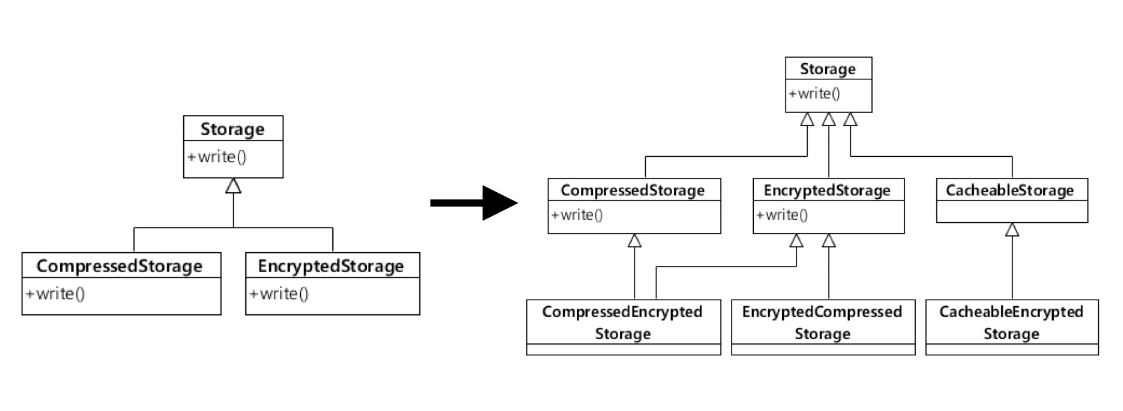 Storage
+write()
CompressedStorage
+write()
EncryptedStorage
+write()
Storage
+write()
CompressedStorage
+write()
EncryptedStorage
+write()
CacheableStorage
CompressedEncrypted
Storage
EncryptedCompressed
Storage
CacheableEncrypted
Storage